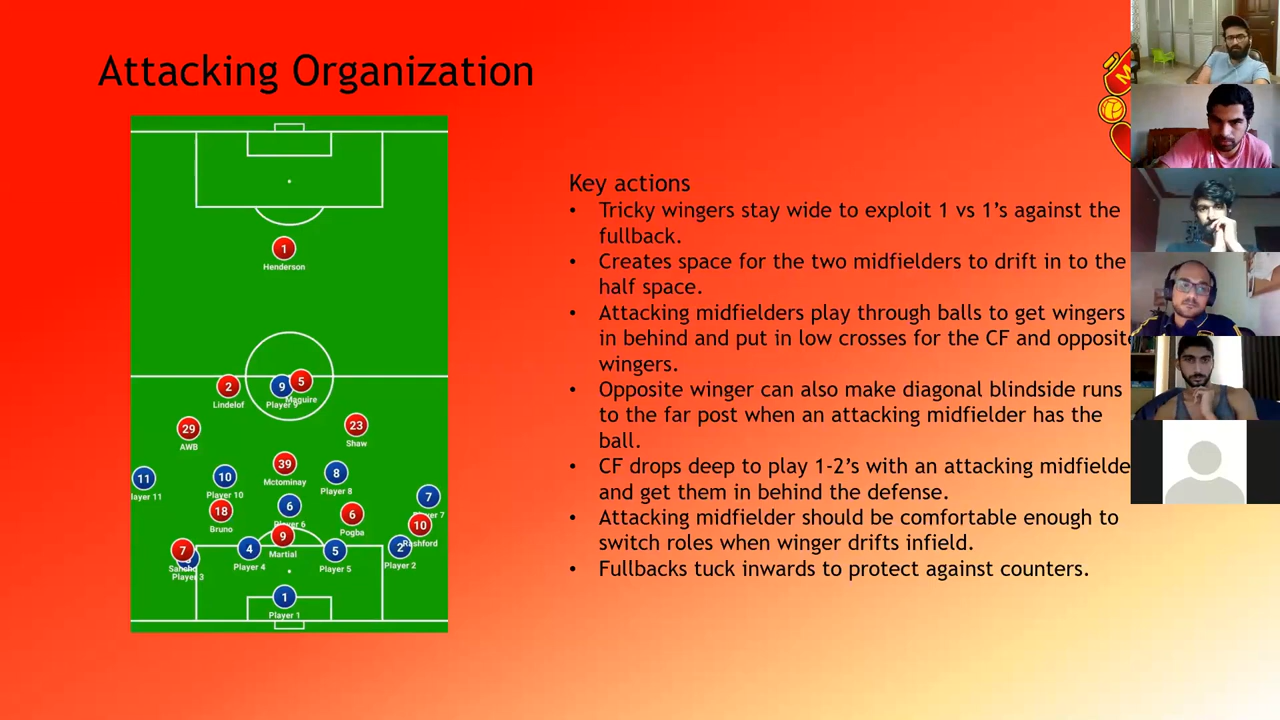 Attacking Organization
1
Henderson
2
Lindelof
9
Player 9
5
Maguire
29
AWB
23
Shaw
39
Mctominay
11
layer 11
10
Player 10
8
Player 8
7
18
Bruno
6
6
Pogba
10
Rashford
9
Martial
7
4
Player 4
5
Player 5
2
Player 2
Player 3
1
Player 1
Key actions
• Tricky wingers stay wide to exploit 1 vs 1’s against the
fullback.
• Creates space for the two midfielders to drift in to the
half space.
• Attacking midfielders play through balls to get wingers
in behind and put in low crosses for the CF and opposite
wingers.
• Opposite winger can also make diagonal blindside runs
to the far post when an attacking midfielder has the
ball.
• CF drops deep to play 1-2’s with an attacking midfielde
and get them in behind the defense.
• Attacking midfielder should be comfortable enough to
switch roles when winger drifts infield.
• Fullbacks tuck inwards to protect against counters.